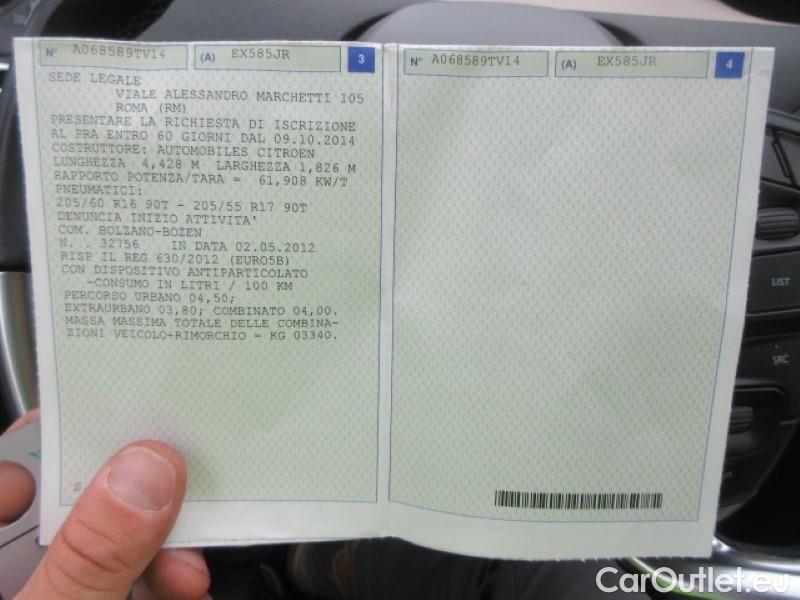 N° A068589TV14 (A) EX585JR 3
SEDE LEGALE
VIALE ALESSANDRO MARCHETTI 105
ROMA (RM)
PRESENTARE LA RICHIESTA DI ISCRIZIONE
AL PRA ENTRO 60 GIORNI DAL 09.10.2014
COSTRUTTORE: AUTOMOBILES CITROEN
LUNGHEZZA 4,428 M LARGHEZZA 1,826 M
RAPPORTO POTENZA/TARA = 61,908 KW/T
PNEUMATICI:
205/60 R16 90T - 205/55 R17 90T
DENUNCIA INIZIO ATTIVITA'
COM. BOLZANO-BOZEN
N. . 32756 IN DATA 02.05.2012
RISP IL REG 630/2012 (EURO5B)
CON DISPOSITIVO ANTIPARTICOLATO
-CONSUMO IN LITRI / 100 KM
PERCORSO URBANO 04,50;
EXTRAURBANO 03,80; COMBINATO 04,00.
MASSA MASSIMA TOTALE DELLE COMBINA-
ZIONI VEICOLO+RIMORCHIO = KG 03340.
S
N° A068589TV14 (A) EX585JR 4
LIST
SRC
CarOutlet.eu